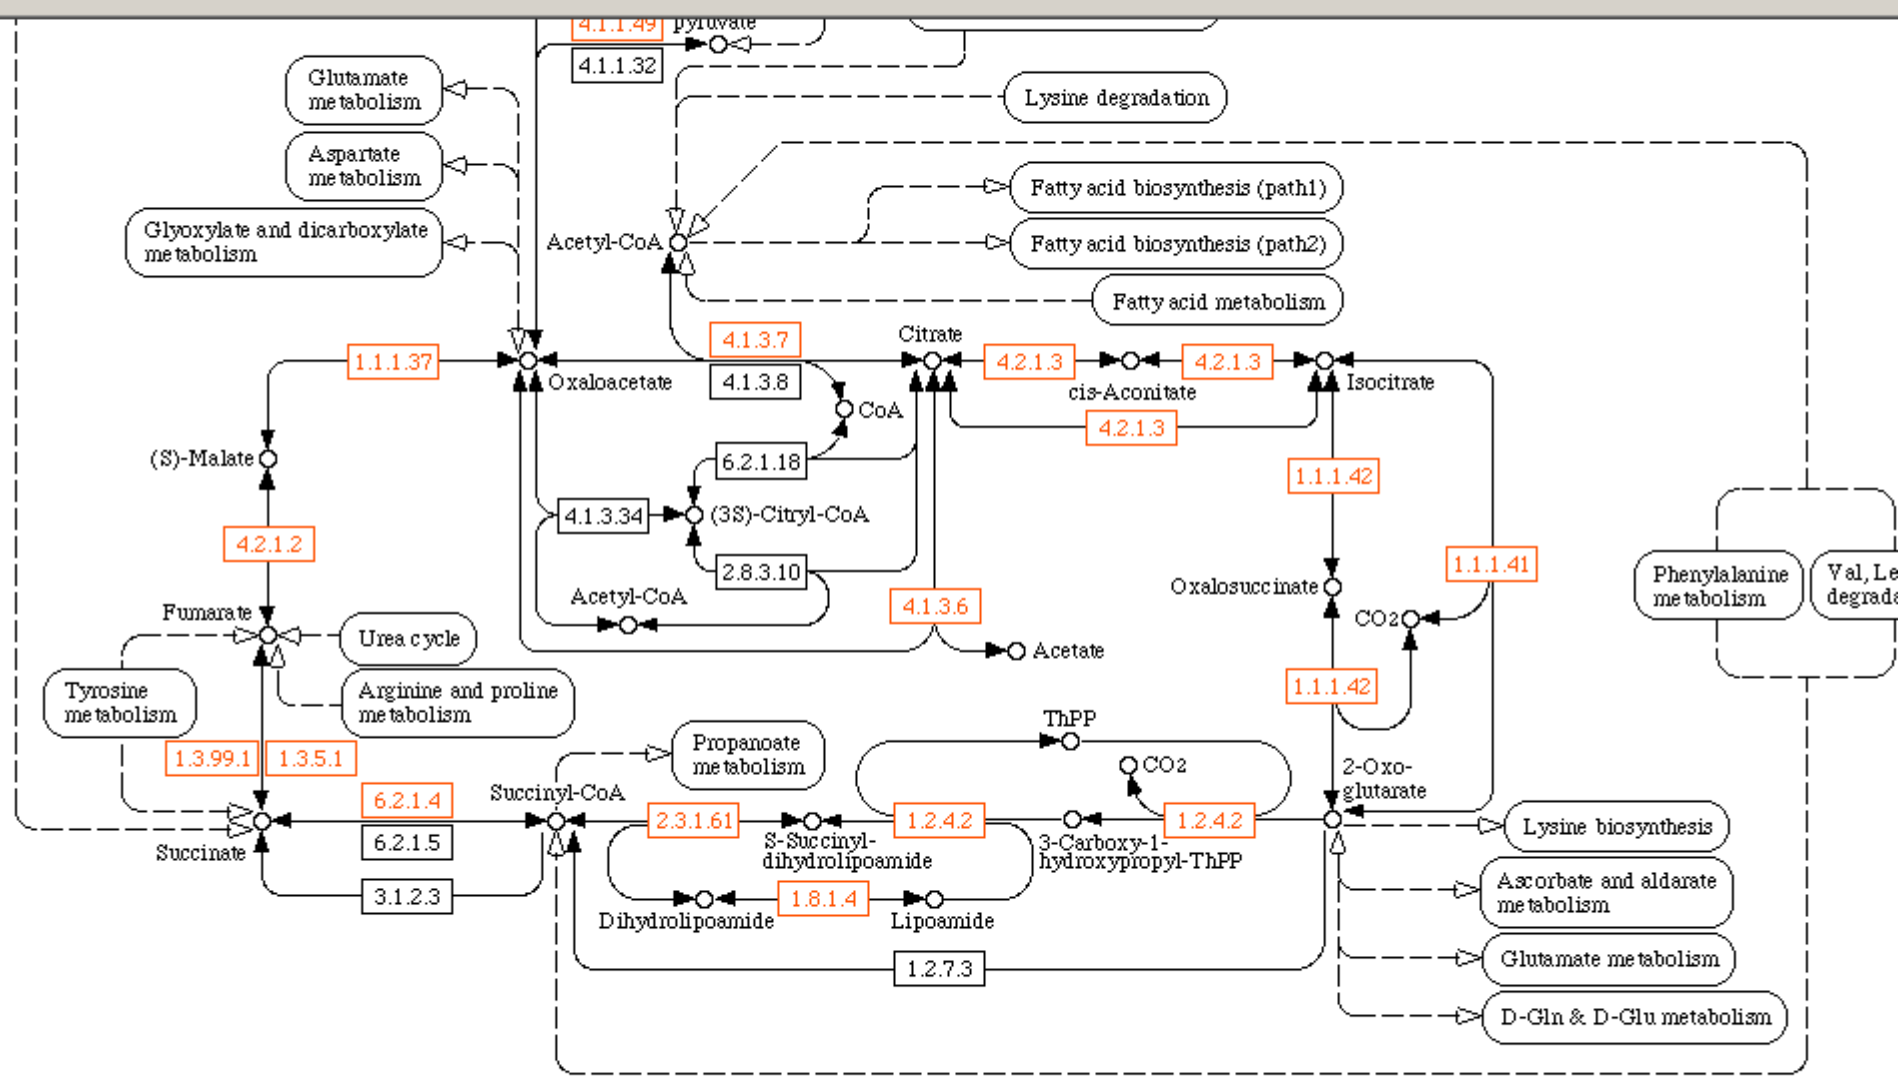 4.1.1.49
pyruvate
4.1.1.32
Glutamate
metabolism
Lysine degradation
Aspartate
metabolism
Fatty acid biosynthesis (path1)
Glyoxylate and dicarboxylate
metabolism
Acetyl-CoA
Fatty acid biosynthesis (path2)
Fatty acid metabolism
Citrate
4.1.3.7
1.1.1.37
4.2.1.3
4.2.1.3
Oxaloacetate
4.1.3.8
cis-Aconitate
Isocitrate
CoA
4.2.1.3
(S)-Malate
6.2.1.18
1.1.1.42
4.1.3.34
(3S)-Citryl-CoA
4.2.1.2
2.8.3.10
1.1.1.41
Oxalosuccinate
Phenylalanine
metabolism
Val, Le
degrada
Acetyl-CoA
4.1.3.6
Fumarate
CO2
Urea cycle
Acetate
Tyrosine
metabolism
Arginine and proline
metabolism
1.1.1.42
ThPP
Propanoate
metabolism
1.3.99.1
1.3.5.1
CO2
2-Oxo-
glutarate
Succinyl-CoA
6.2.1.4
2.3.1.61
1.2.4.2
1.2.4.2
Lysine biosynthesis
6.2.1.5
Succinate
S-Succinyl-
dihydrolipoamide
3-Carboxy-1-
hydroxypropyl-ThPP
3.1.2.3
1.8.1.4
Ascorbate and aldarate
metabolism
Dihydrolipoamide
Lipoamide
1.2.7.3
Glutamate metabolism
D-Gln & D-Glu metabolism